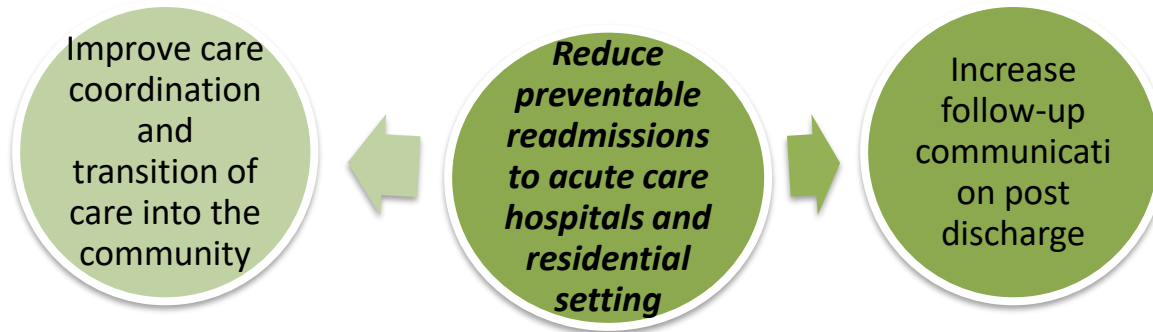 Improve care
coordination
and
transition of
care into the
community
Reduce
preventable
readmissions
to acute care
hospitals and
residential
setting
Increase
follow-up
communicati
on post
discharge